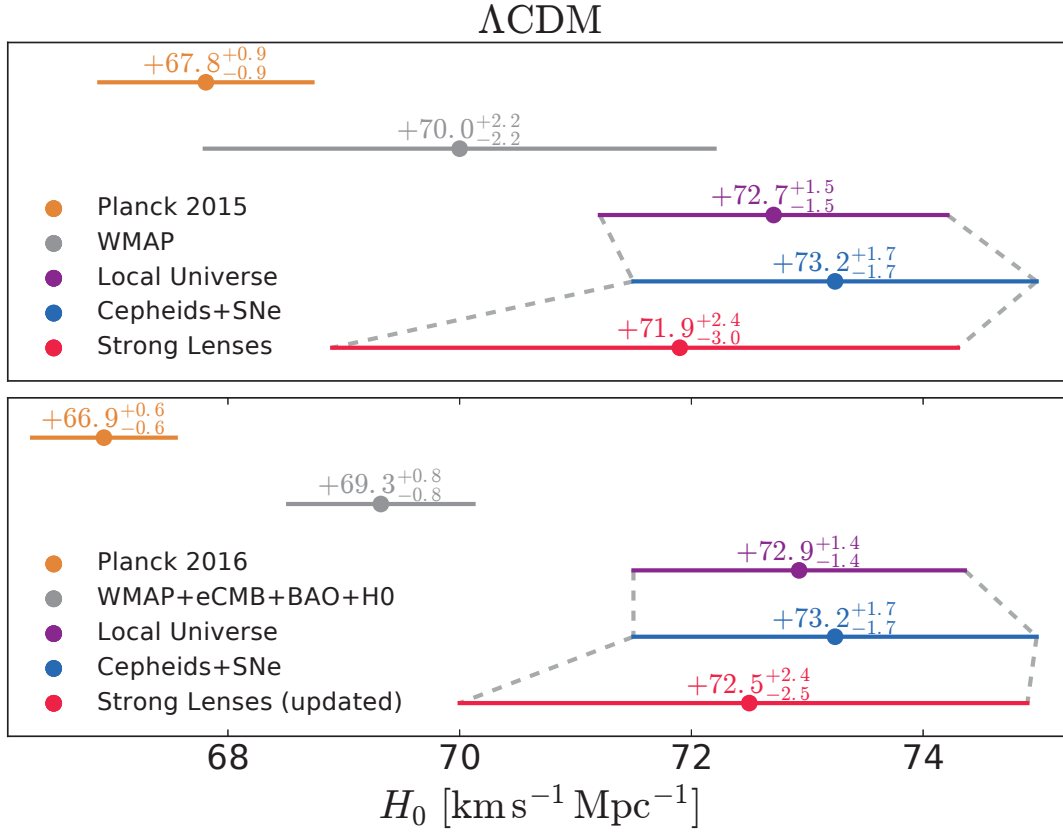 ΛCDM
+67.8^{+0.9}_{-0.9}
+70.0^{+2.2}_{-2.2}
+72.7^{+1.5}_{-1.5}
Planck 2015
WMAP
Local Universe
+73.2^{+1.7}_{-1.7}
Cepheids+SNe
+71.9^{+2.4}_{-3.0}
Strong Lenses
+66.9^{+0.6}_{-0.6}
+69.3^{+0.8}_{-0.8}
+72.9^{+1.4}_{-1.4}
Planck 2016
WMAP+eCMB+BAO+H0
Local Universe
+73.2^{+1.7}_{-1.7}
Cepheids+SNe
+72.5^{+2.4}_{-2.5}
Strong Lenses (updated)
68 70 72 74
H_0 [km s^{-1} Mpc^{-1}]